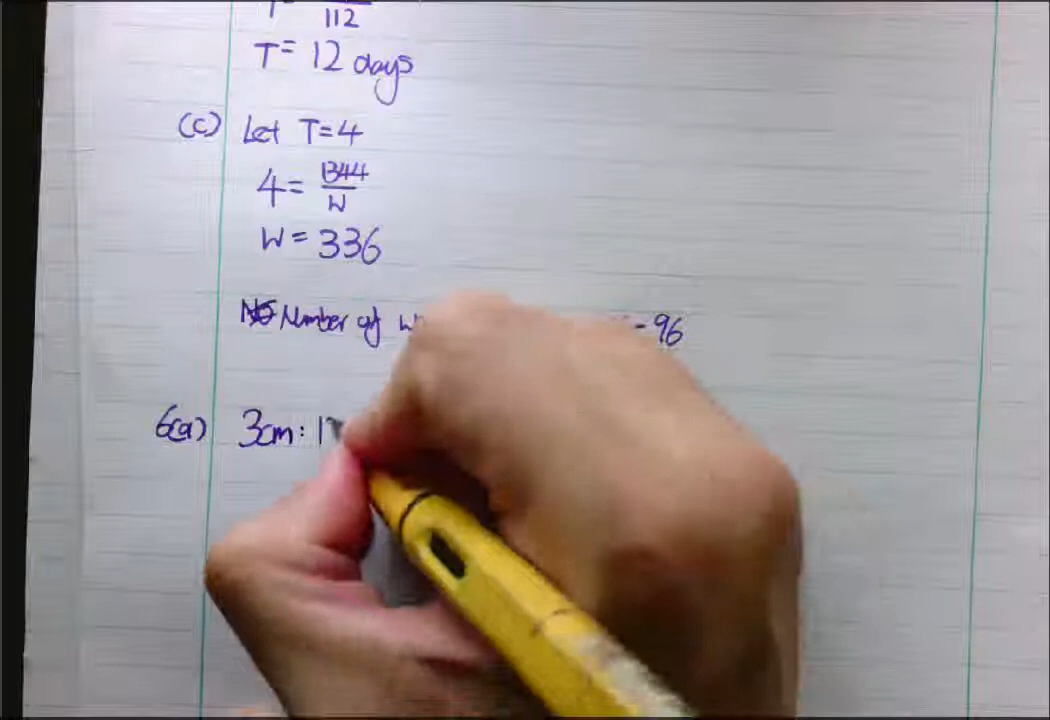 112
T = 12 days
(c) Let T=4
4 = 1344
W
W = 336
Number of - 96
6(a) 3cm : 1